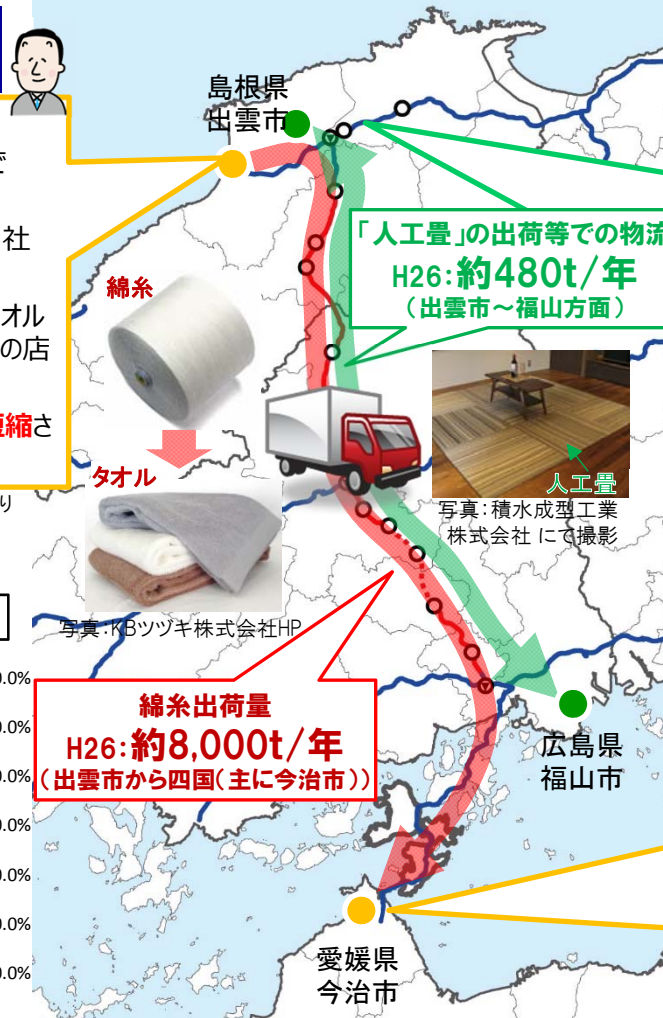 島根県
出雲市
ビ
社
オル
の店
短縮さ
り
「人工畳」の出荷等での物流
H26:約480t/年
(出雲市～福山方面)
綿糸
タオル
写真:KBツヅキ株式会社HP
人工畳
写真:積水成型工業
株式会社 にて撮影
綿糸出荷量
H26:約8,000t/年
(出雲市から四国(主に今治市))
広島県
福山市
愛媛県
今治市
0.0%
0.0%
0.0%
0.0%
0.0%
0.0%
0.0%